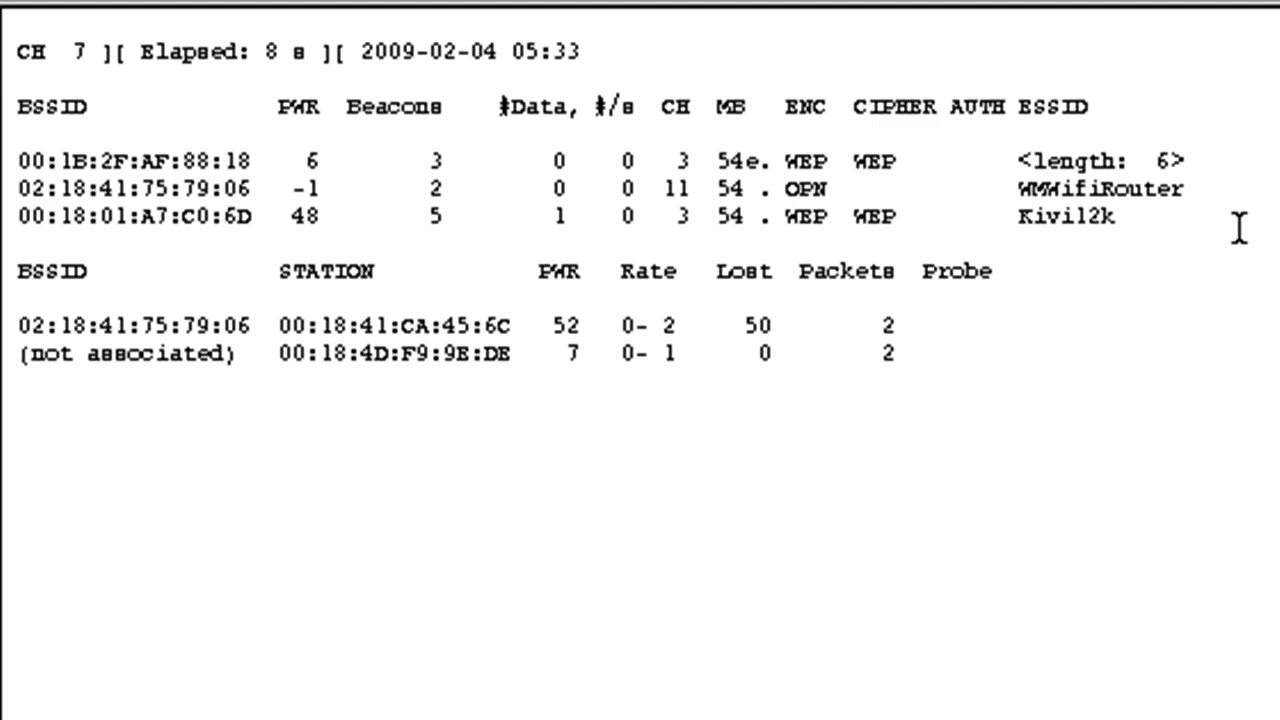 CH 7 ][ Elapsed: 8 s ][ 2009-02-04 05:33
BSSID PWR Beacons #Data, #/s CH MB ENC CIPHER AUTH ESSID
00:1B:2F:AF:88:18 6 3 0 0 3 54e. WEP WEP <length: 6>
02:18:41:75:79:06 -1 2 0 0 11 54 . OPN WMWifiRouter
00:18:01:A7:C0:6D 48 5 1 0 3 54 . WEP WEP Kivil2k
BSSID STATION PWR Rate Lost Packets Probe
02:18:41:75:79:06 00:18:41:CA:45:6C 52 0- 2 50 2
(not associated) 00:18:4D:F9:9E:DE 7 0- 1 0 2